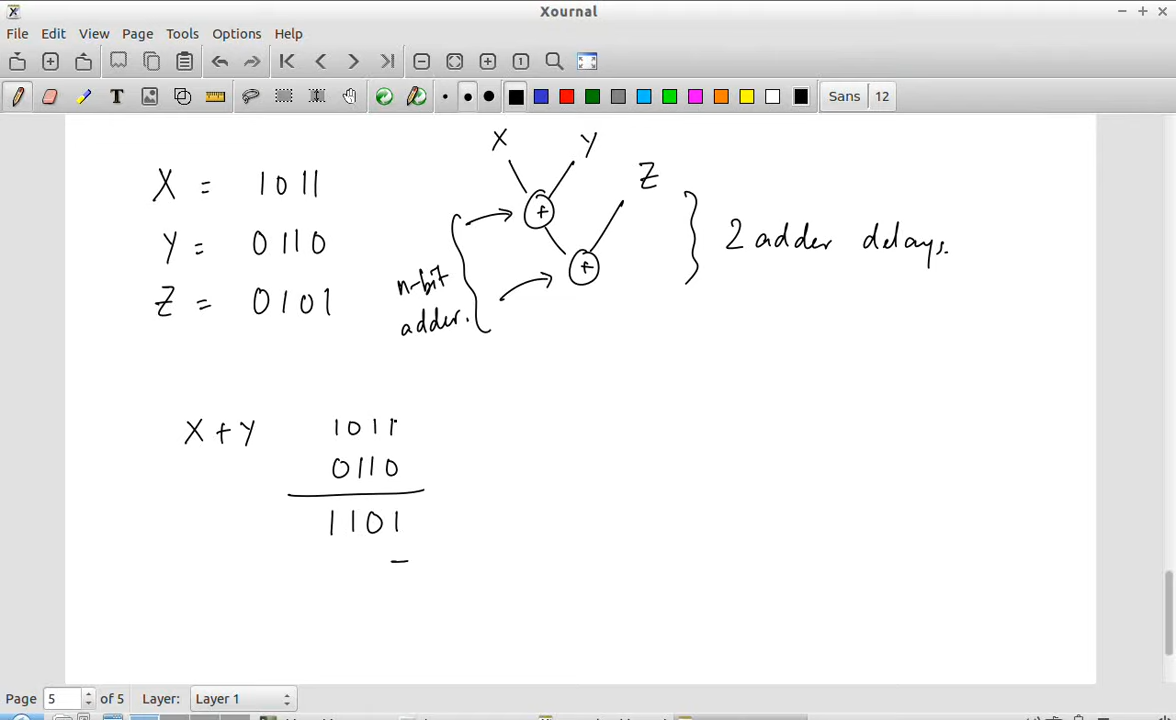 Xournal
File Edit View Page Tools Options Help
Sans 12
X Y
Z
X = 1011
Y = 0110
Z = 0101
+
+
n-bit
adder.
2 adder delays.
X + Y 1011
0110
1101
Page 5 of 5 Layer: Layer 1